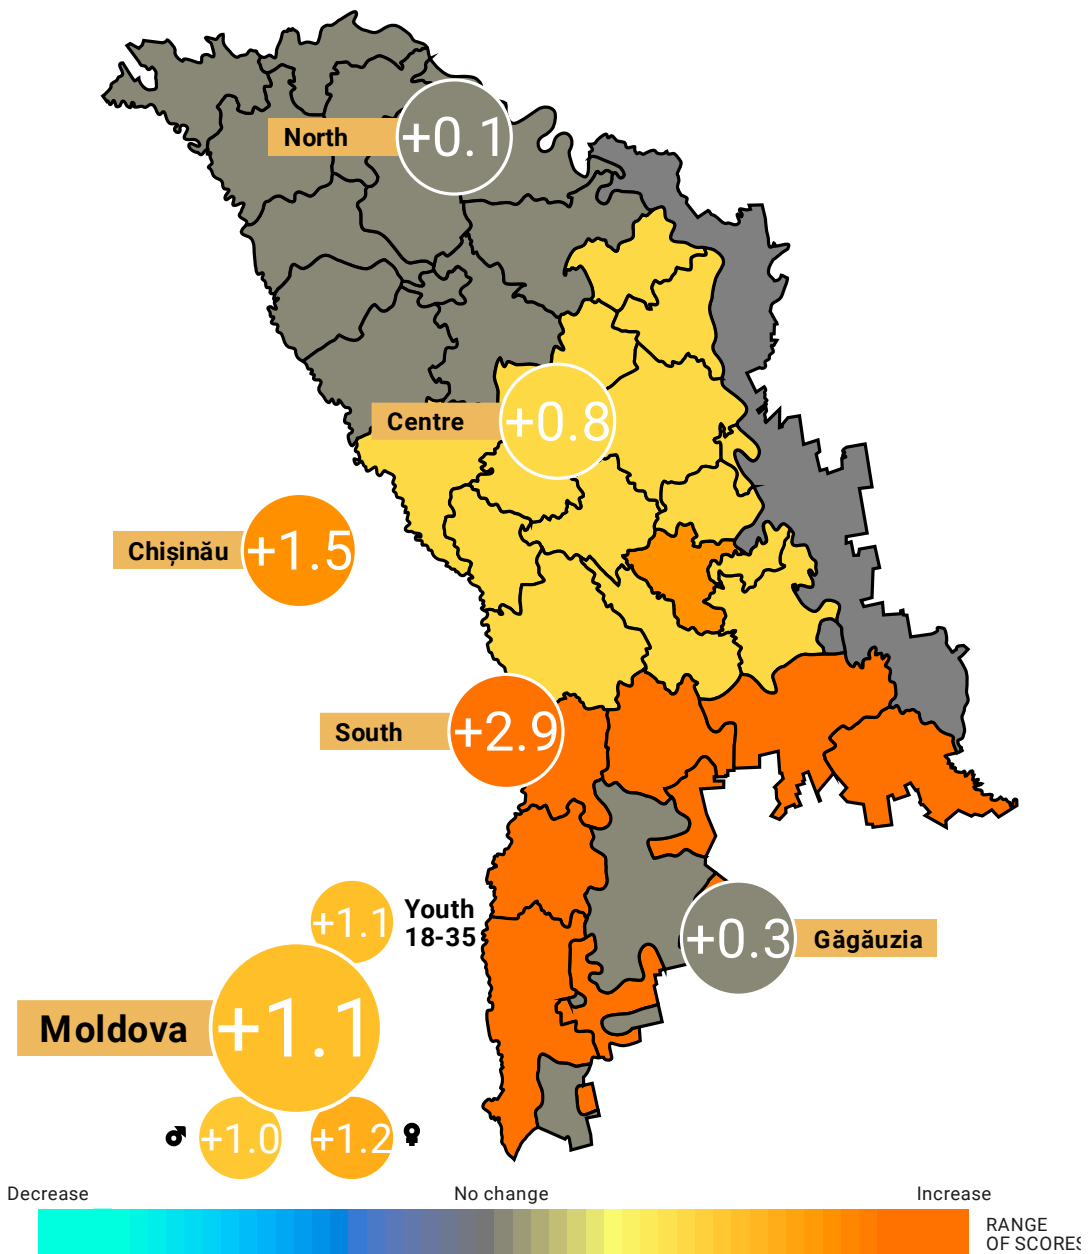 North
+0.1
Centre
+0.8
Chișinău
+1.5
South
+2.9
+1.1
Youth
18-35
+0.3
Găgăuzia
Moldova
+1.1
♂
+1.0
+1.2
♀
Decrease
No change
Increase
RANGE
OF SCORES